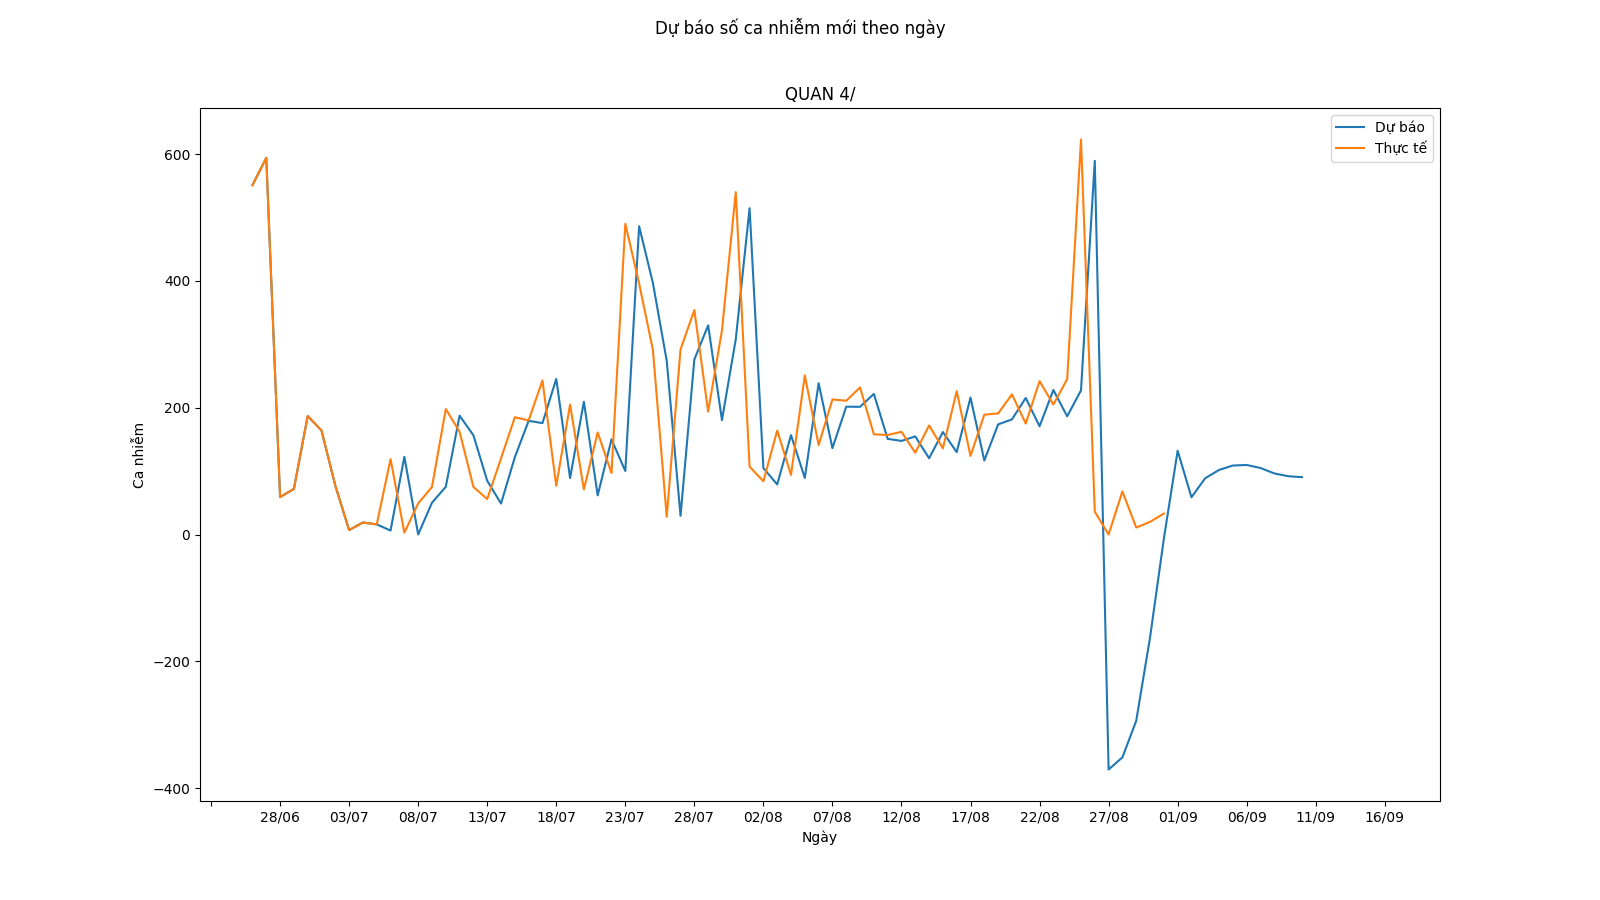 Dự báo số ca nhiễm mới theo ngày
QUAN 4/
Dự báo
Thực tế
600
400
200
0
−200
−400
Ca nhiễm
28/06 03/07 08/07 13/07 18/07 23/07 28/07 02/08 07/08 12/08 17/08 22/08 27/08 01/09 06/09 11/09 16/09
Ngày